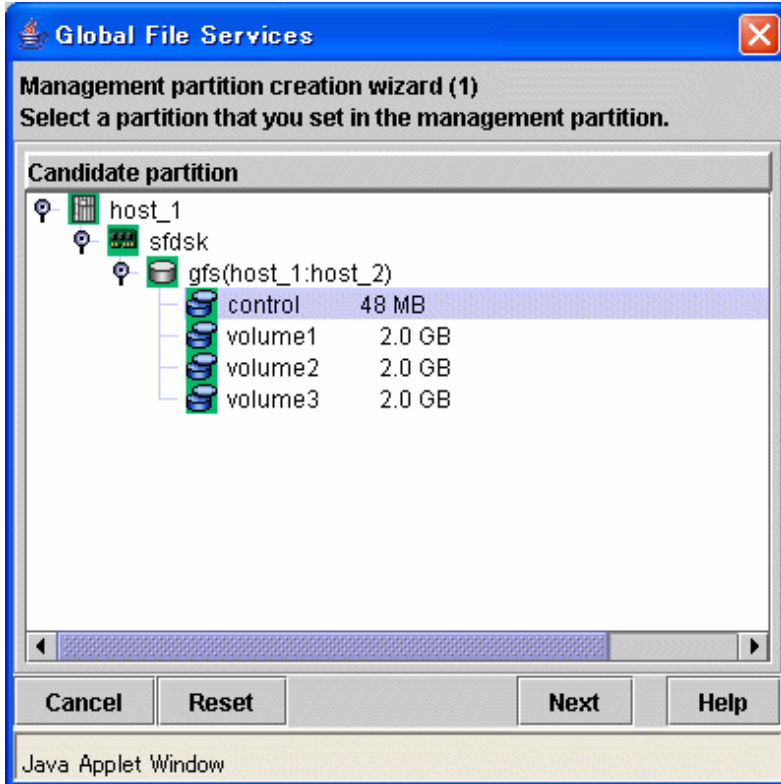 Global File Services
Management partition creation wizard (1)
Select a partition that you set in the management partition.
Candidate partition
host_1
sfdsk
gfs(host_1:host_2)
control 48 MB
volume1 2.0 GB
volume2 2.0 GB
volume3 2.0 GB
Cancel Reset Next Help
Java Applet Window